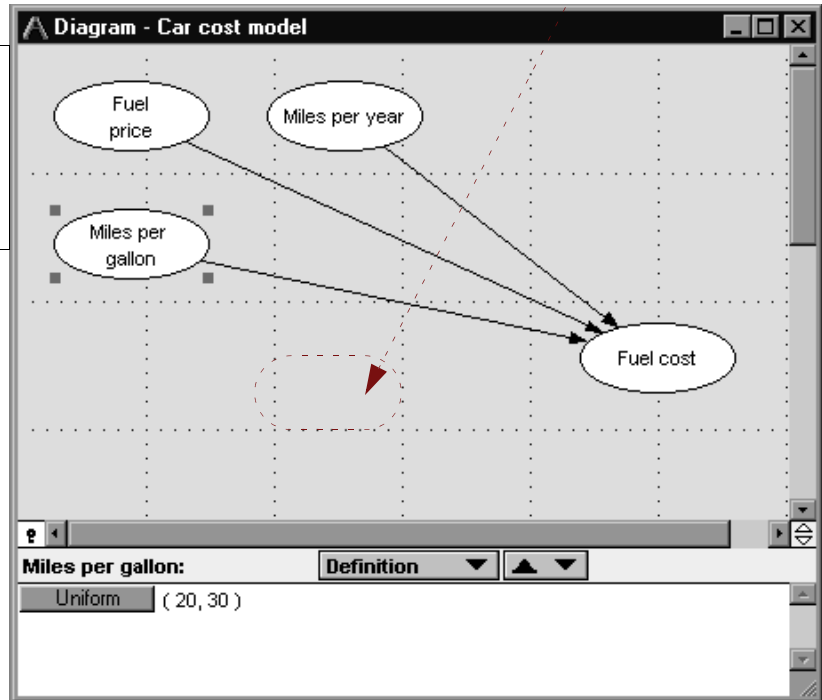 Diagram - Car cost model
Fuel
price
Miles per year
Miles per
gallon
Fuel cost
?
Miles per gallon:
Definition
Uniform
( 20, 30 )